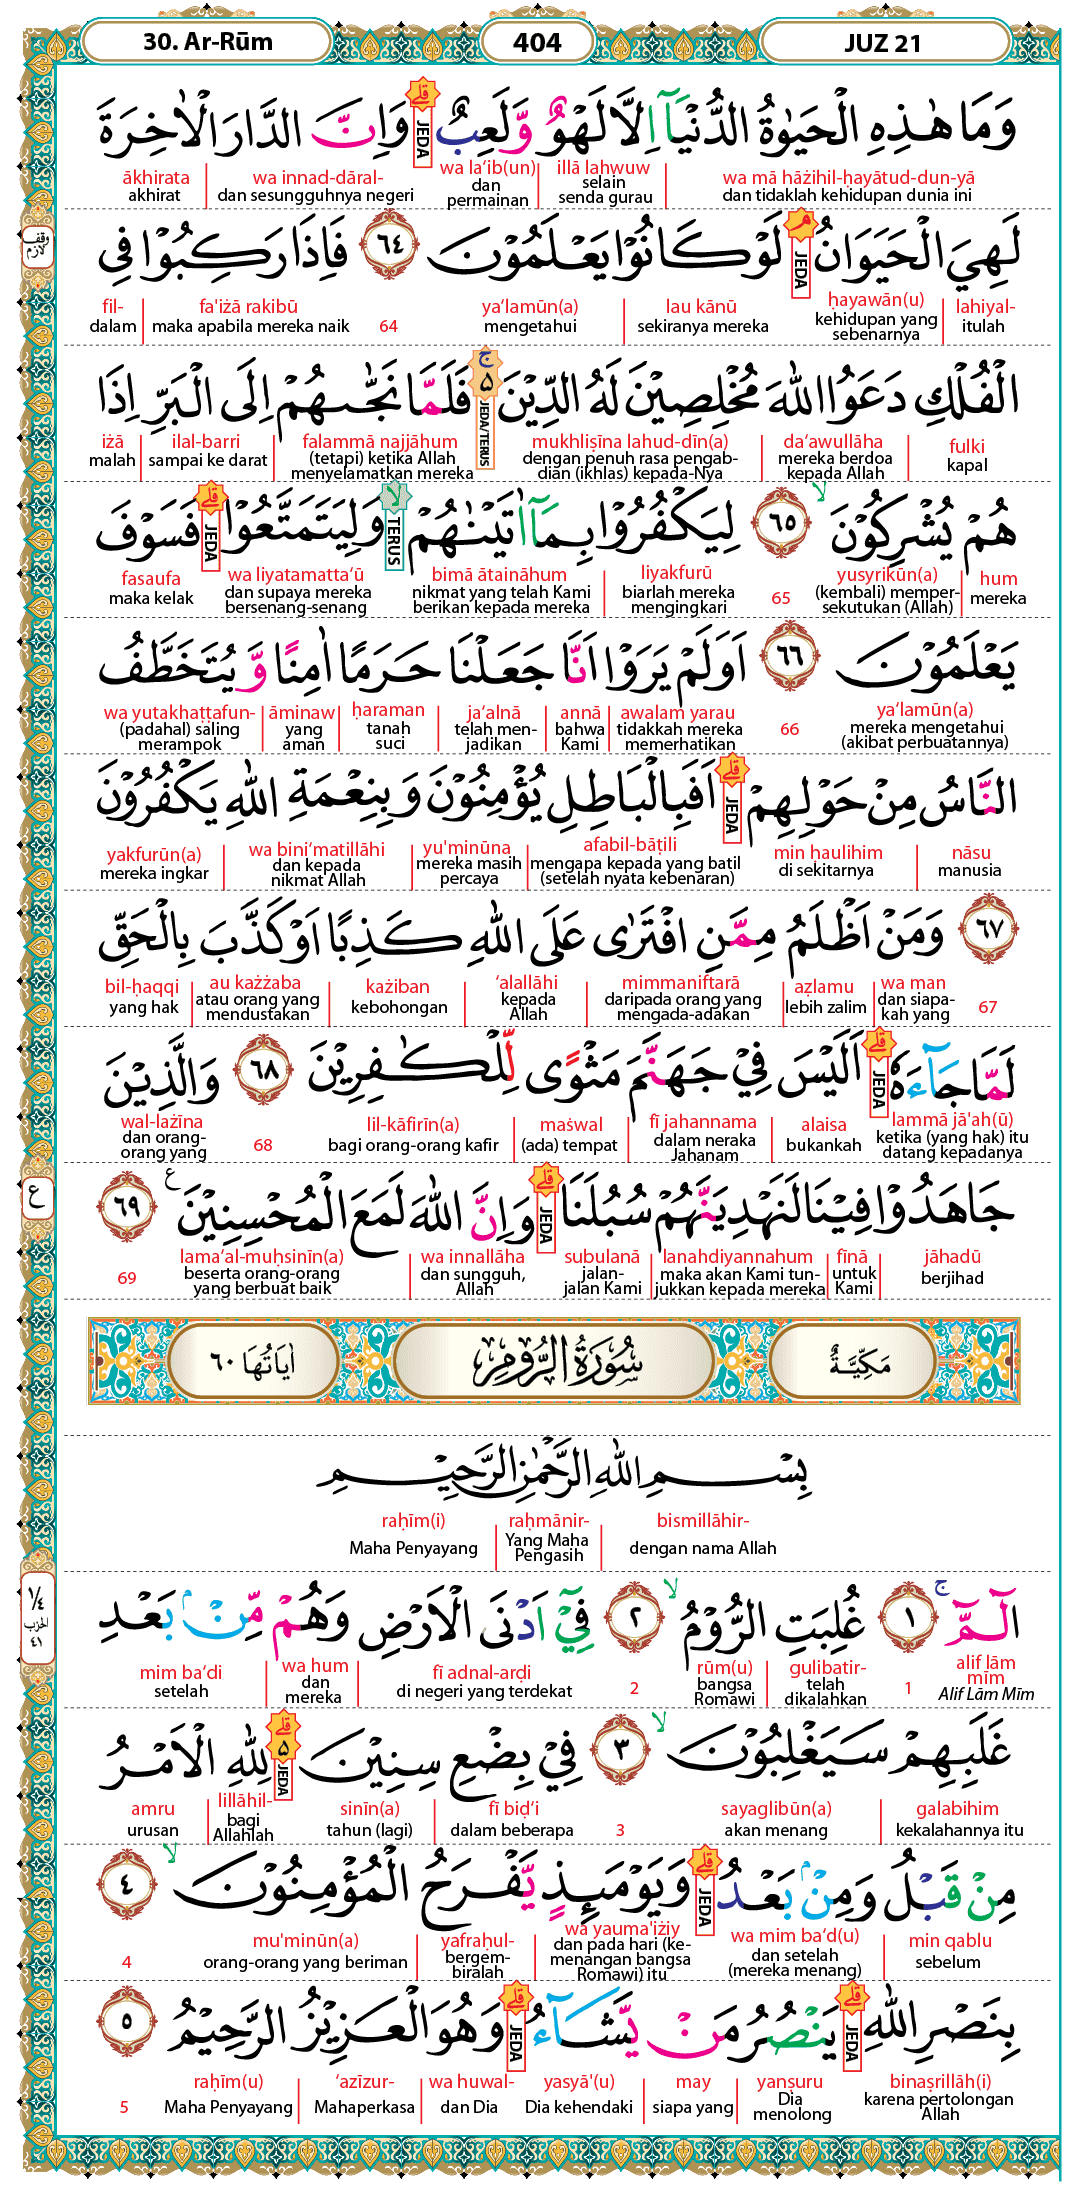 30. Ar-Rūm
404
JUZ 21
وَمَا هٰذِهِ الْحَيٰوةُ الدُّنْيَآ اِلَّا لَهْوٌ وَّلَعِبٌ ۗ وَاِنَّ الدَّارَ الْاٰخِرَةَ
JEDA
wa mā hāżihil-ḥayātud-dun-yā illā lahwuw wa la‘ib(un) wa innad-dāral- ākhirata
dan tidaklah kehidupan dunia ini selain senda gurau dan permainan dan sesungguhnya negeri akhirat
لَهِيَ الْحَيَوَانُ ۘ لَوْ كَانُوْا يَعْلَمُوْنَ ٦٤ فَاِذَا رَكِبُوْا فِى
JEDA
وقف لازم
lahiyal- ḥayawān(u) lau kānū ya‘lamūn(a) 64 fa'iżā rakibū fil-
itulah kehidupan yang sebenarnya sekiranya mereka mengetahui maka apabila mereka naik dalam
الْفُلْكِ دَعَوُا اللّٰهَ مُخْلِصِيْنَ لَهُ الدِّيْنَ ەۚ فَلَمَّا نَجّٰىهُمْ اِلَى الْبَرِّ اِذَا
JEDA/TERUS
fulki da‘awullāha mukhliṣīna lahud-dīn(a) falammā najjāhum ilal-barri iżā
kapal mereka berdoa kepada Allah dengan penuh rasa pengab-dian (ikhlas) kepada-Nya (tetapi) ketika Allah menyelamatkan mereka sampai ke darat malah
هُمْ يُشْرِكُوْنَۙ ٦٥ لِيَكْفُرُوْا بِمَآ اٰتَيْنٰهُمْۙ وَلِيَتَمَتَّعُوْاۗ فَسَوْفَ
TERUS
JEDA
hum yusyrikūn(a) 65 liyakfurū bimā ātaināhum wa liyatamatta‘ū fasaufa
mereka (kembali) memper-sekutukan (Allah) biarlah mereka mengingkari nikmat yang telah Kami berikan kepada mereka dan supaya mereka bersenang-senang maka kelak
يَعْلَمُوْنَ ٦٦ اَوَلَمْ يَرَوْا اَنَّا جَعَلْنَا حَرَمًا اٰمِنًا وَّيُتَخَطَّفُ
ya‘lamūn(a) 66 awalam yarau annā ja‘alnā ḥaraman āminaw wa yutakhaṭṭafun-
mereka mengetahui (akibat perbuatannya) tidakkah mereka memerhatikan bahwa Kami telah men-jadikan tanah suci yang aman (padahal) saling merampok
النَّاسُ مِنْ حَوْلِهِمْۗ اَفَبِالْبَاطِلِ يُؤْمِنُوْنَ وَبِنِعْمَةِ اللّٰهِ يَكْفُرُوْنَ
JEDA
nāsu min ḥaulihim afabil-bāṭili yu'minūna wa bini‘matillāhi yakfurūn(a)
manusia di sekitarnya mengapa kepada yang batil (setelah nyata kebenaran) mereka masih percaya dan kepada nikmat Allah mereka ingkar
٦٧ وَمَنْ اَظْلَمُ مِمَّنِ افْتَرٰى عَلَى اللّٰهِ كَذِبًا اَوْ كَذَّبَ بِالْحَقِّ
67 wa man aẓlamu mimmaniftarā ‘alallāhi każiban au każżaba bil-ḥaqqi
dan siapa-kah yang lebih zalim daripada orang yang mengada-adakan kepada Allah kebohongan atau orang yang mendustakan yang hak
لَمَّا جَاۤءَهٗۗ اَلَيْسَ فِيْ جَهَنَّمَ مَثْوًى لِّلْكٰفِرِيْنَ ٦٨ وَالَّذِيْنَ
JEDA
lammā jā'ah(ū) alaisa fī jahannama maṡwal lil-kāfirīn(a) 68 wal-lażīna
ketika (yang hak) itu datang kepadanya bukankah dalam neraka Jahanam (ada) tempat bagi orang-orang kafir dan orang-orang yang
جَاهَدُوْا فِيْنَا لَنَهْدِيَنَّهُمْ سُبُلَنَاۗ وَاِنَّ اللّٰهَ لَمَعَ الْمُحْسِنِيْنَ ع ٦٩
JEDA
ع
jāhadū fīnā lanahdiyannahum subulanā wa innallāha lama‘al-muḥsinīn(a) 69
berjihad untuk Kami maka akan Kami tun-jukkan kepada mereka jalan-jalan Kami dan sungguh, Allah beserta orang-orang yang berbuat baik
مَكِّيَّةٌ سُوْرَةُ الرُّوْمِ اٰيَاتُهَا ٦٠
بِسْمِ اللّٰهِ الرَّحْمٰنِ الرَّحِيْمِ
bismillāhir- raḥmānir- raḥīm(i)
dengan nama Allah Yang Maha Pengasih Maha Penyayang
الۤمّۤ ۚ ١ غُلِبَتِ الرُّوْمُۙ ٢ فِيْٓ اَدْنَى الْاَرْضِ وَهُمْ مِّنْۢ بَعْدِ
١/٤ الحزب ٤١
alif lām mīm 1 gulibatir- rūm(u) 2 fī adnal-arḍi wa hum mim ba‘di
Alif Lām Mīm telah dikalahkan bangsa Romawi di negeri yang terdekat dan mereka setelah
غَلَبِهِمْ سَيَغْلِبُوْنَۙ ٣ فِيْ بِضْعِ سِنِيْنَ ەۗ لِلّٰهِ الْاَمْرُ
JEDA
galabihim sayaglibūn(a) 3 fī biḍ‘i sinīn(a) lillāhil- amru
kekalahannya itu akan menang dalam beberapa tahun (lagi) bagi Allahlah urusan
مِنْ قَبْلُ وَمِنْۢ بَعْدُۗ وَيَوْمَىِٕذٍ يَّفْرَحُ الْمُؤْمِنُوْنَۙ ٤
JEDA
min qablu wa mim ba‘d(u) wa yauma'iżiy yafraḥul- mu'minūn(a) 4
sebelum dan setelah (mereka menang) dan pada hari (ke-menangan bangsa Romawi) itu bergem-biralah orang-orang yang beriman
بِنَصْرِ اللّٰهِۗ يَنْصُرُ مَنْ يَّشَاۤءُۗ وَهُوَ الْعَزِيْزُ الرَّحِيْمُ ٥
JEDA
JEDA
binaṣrillāh(i) yanṣuru may yasyā'(u) wa huwal- ‘azīzur- raḥīm(u) 5
karena pertolongan Allah Dia menolong siapa yang Dia kehendaki dan Dia Mahaperkasa Maha Penyayang